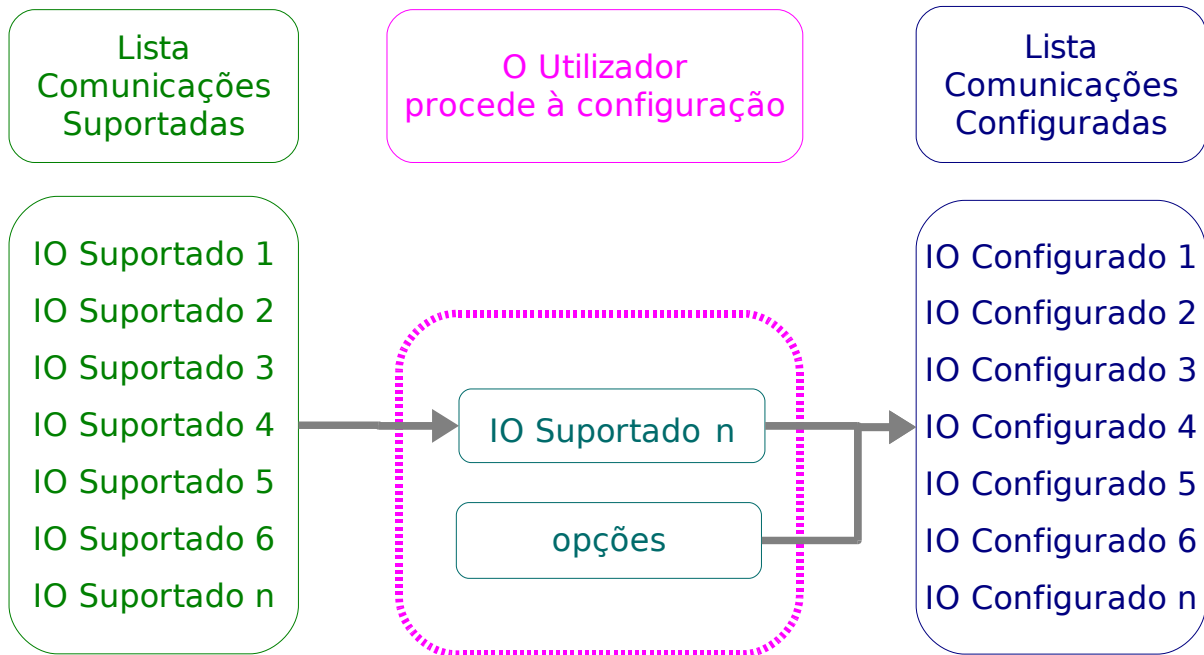 Lista
Comunicações
Suportadas
O Utilizador
procede à configuração
Lista
Comunicações
Configuradas
IO Suportado 1
IO Suportado 2
IO Suportado 3
IO Suportado 4
IO Suportado 5
IO Suportado 6
IO Suportado n
IO Suportado n
opções
IO Configurado 1
IO Configurado 2
IO Configurado 3
IO Configurado 4
IO Configurado 5
IO Configurado 6
IO Configurado n